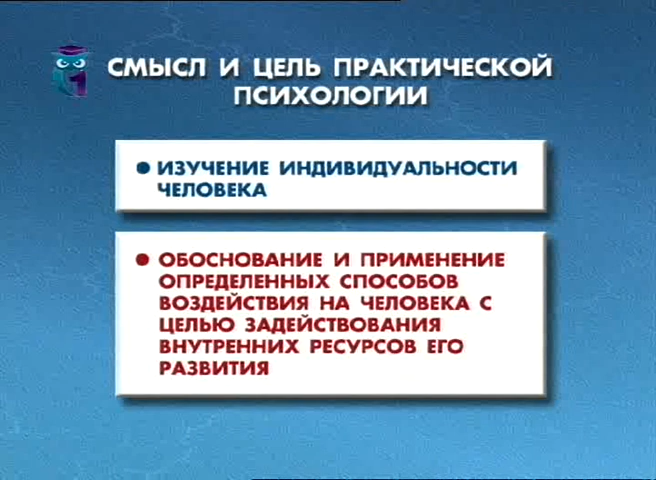 СМЫСЛ И ЦЕЛЬ ПРАКТИЧЕСКОЙ
ПСИХОЛОГИИ
● ИЗУЧЕНИЕ ИНДИВИДУАЛЬНОСТИ
ЧЕЛОВЕКА
● ОБОСНОВАНИЕ И ПРИМЕНЕНИЕ
ОПРЕДЕЛЕННЫХ СПОСОБОВ
ВОЗДЕЙСТВИЯ НА ЧЕЛОВЕКА С
ЦЕЛЬЮ ЗАДЕЙСТВОВАНИЯ
ВНУТРЕННИХ РЕСУРСОВ ЕГО
РАЗВИТИЯ